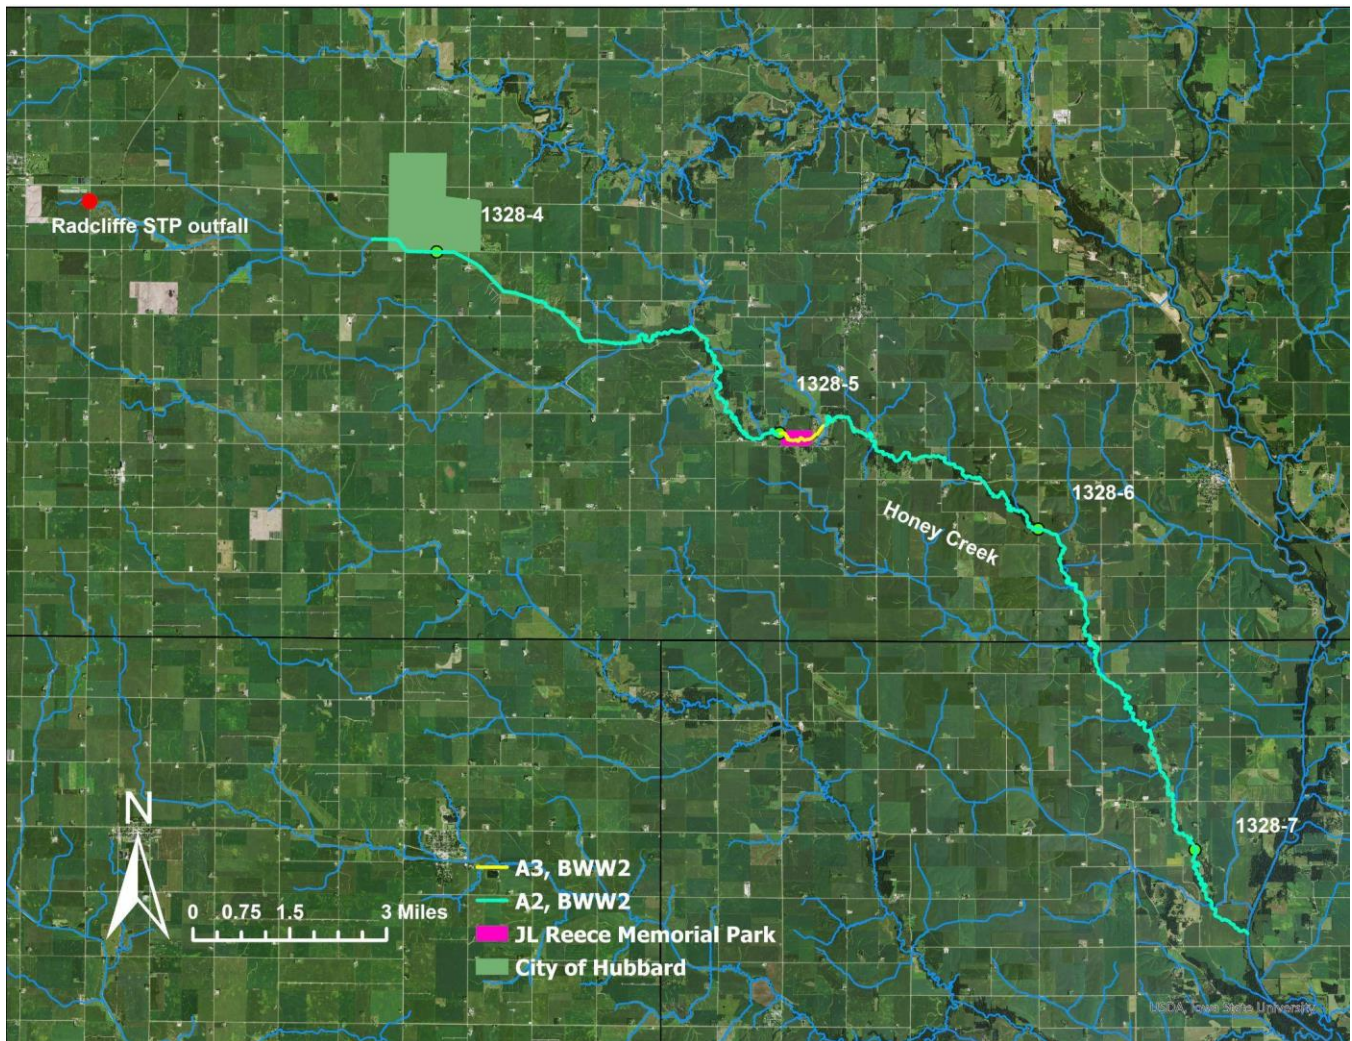 1328-4
Radcliffe STP outfall
1328-5
1328-6
Honey Creek
1328-7
N
0 0.75 1.5 3 Miles
A3, BWW2
A2, BWW2
JL Reece Memorial Park
City of Hubbard
USDA, Iowa State University